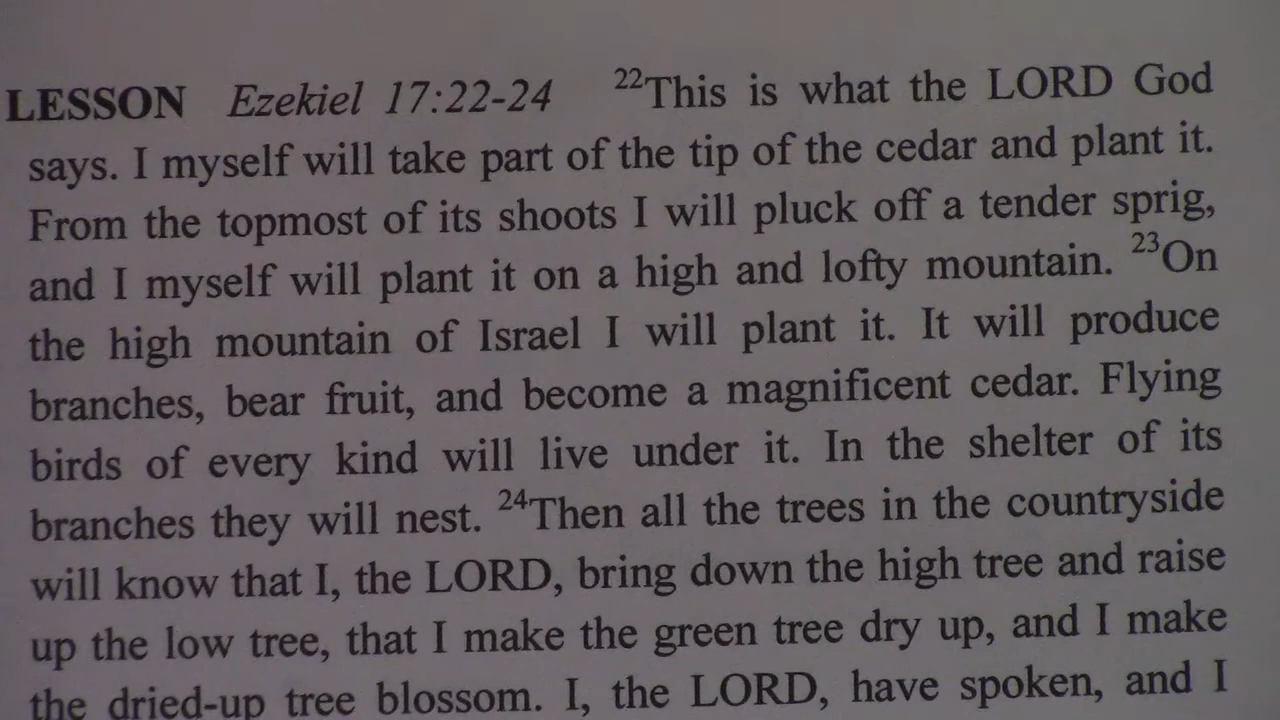 LESSON Ezekiel 17:22-24 22This is what the LORD God
says. I myself will take part of the tip of the cedar and plant it.
From the topmost of its shoots I will pluck off a tender sprig,
and I myself will plant it on a high and lofty mountain. 23On
the high mountain of Israel I will plant it. It will produce
branches, bear fruit, and become a magnificent cedar. Flying
birds of every kind will live under it. In the shelter of its
branches they will nest. 24Then all the trees in the countryside
will know that I, the LORD, bring down the high tree and raise
up the low tree, that I make the green tree dry up, and I make
the dried-up tree blossom. I, the LORD, have spoken, and I